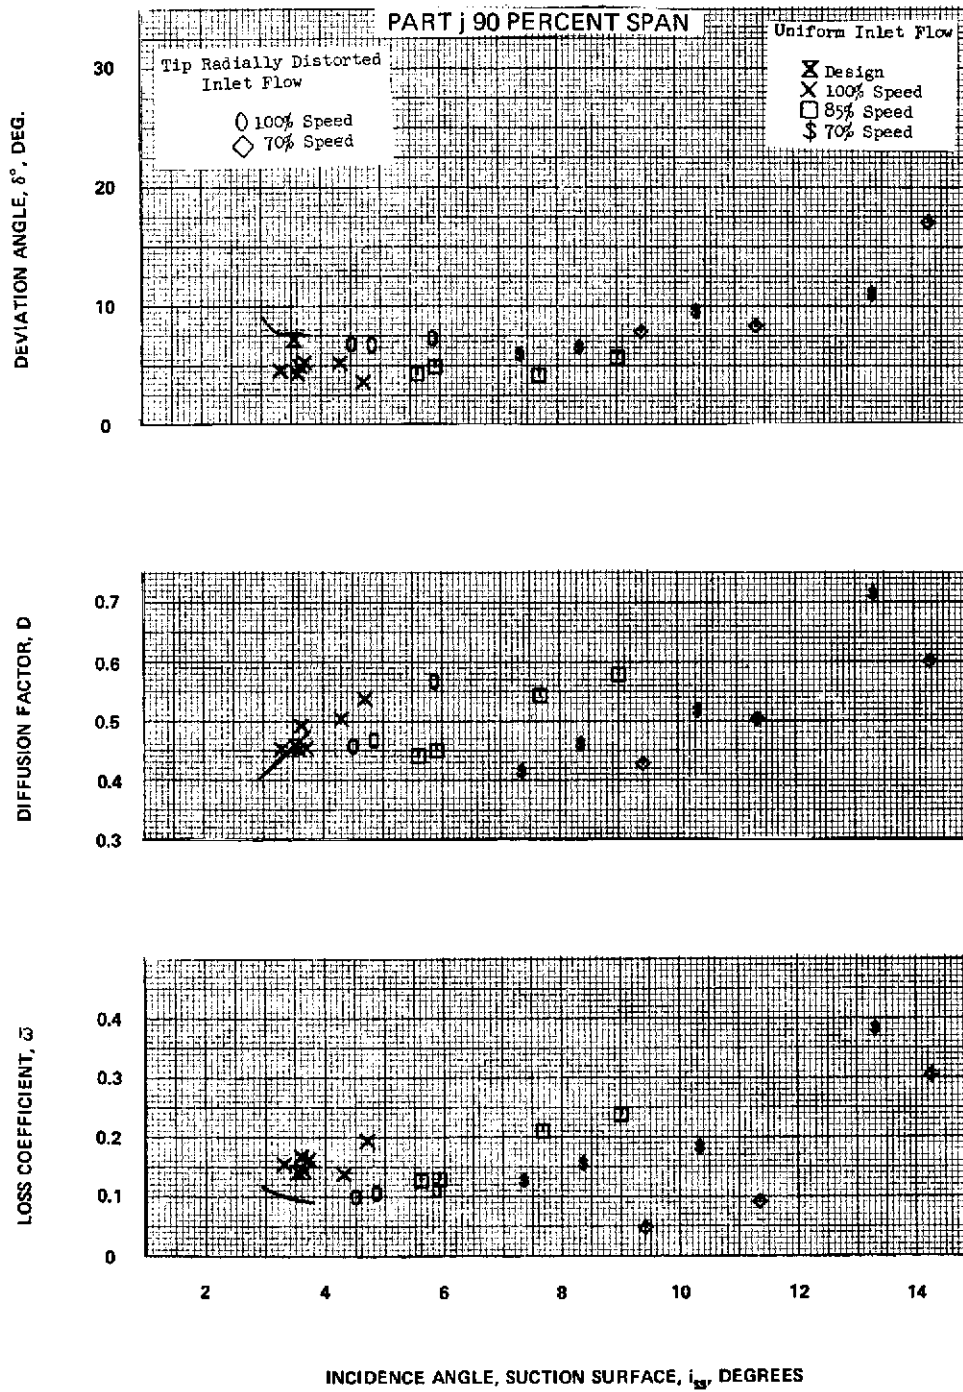 PART j 90 PERCENT SPAN
Tip Radially Distorted
Inlet Flow
0 100% Speed
◇ 70% Speed
Uniform Inlet Flow
Design
X 100% Speed
□ 85% Speed
$ 70% Speed
DEVIATION ANGLE, δ°, DEG.
30
20
10
0
DIFFUSION FACTOR, D
0.7
0.6
0.5
0.4
0.3
LOSS COEFFICIENT, ω̄
0.4
0.3
0.2
0.1
0
2 4 6 8 10 12 14
INCIDENCE ANGLE, SUCTION SURFACE, iss, DEGREES